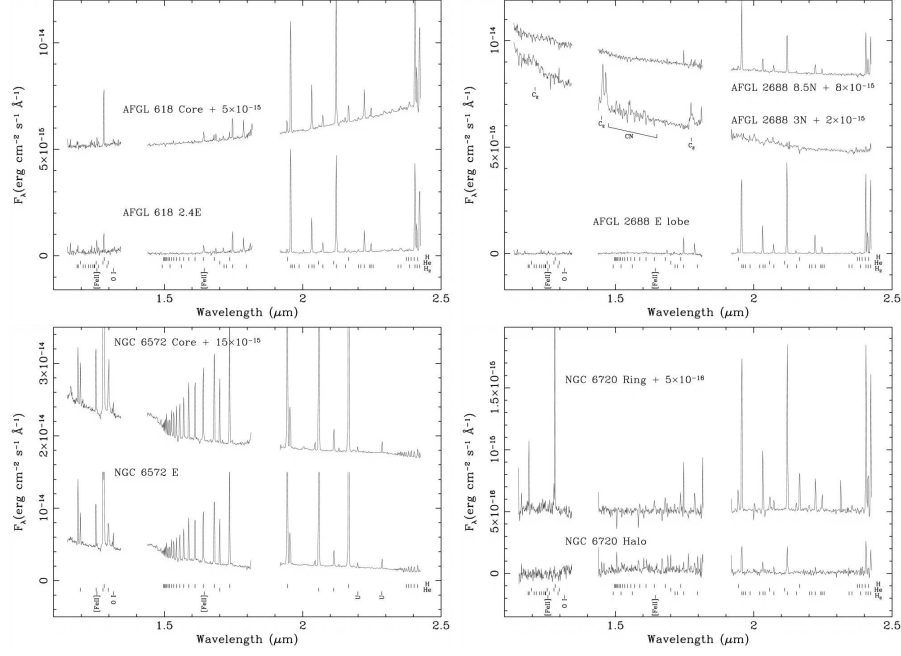 10⁻¹⁴
5×10⁻¹⁵
0
F_λ(erg cm⁻² s⁻¹ Å⁻¹)
AFGL 618 Core + 5×10⁻¹⁵
AFGL 618 2.4E
H
He
H₂
[FeII]
O
1.5
2
2.5
Wavelength (μm)
10⁻¹⁴
5×10⁻¹⁵
0
F_λ(erg cm⁻² s⁻¹ Å⁻¹)
AFGL 2688 8.5N + 8×10⁻¹⁵
C₂
AFGL 2688 3N + 2×10⁻¹⁵
C₂
CN
C₂
AFGL 2688 E lobe
H
He
H₂
[FeII]
O
1.5
2
2.5
Wavelength (μm)
3×10⁻¹⁴
2×10⁻¹⁴
10⁻¹⁴
0
F_λ(erg cm⁻² s⁻¹ Å⁻¹)
NGC 6572 Core + 15×10⁻¹⁵
NGC 6572 E
H
He
[FeII]
O
[FeII]
1.5
2
2.5
Wavelength (μm)
1.5×10⁻¹⁵
10⁻¹⁵
5×10⁻¹⁶
0
F_λ(erg cm⁻² s⁻¹ Å⁻¹)
NGC 6720 Ring + 5×10⁻¹⁶
NGC 6720 Halo
H
He
H₂
[FeII]
O
[FeII]
1.5
2
2.5
Wavelength (μm)